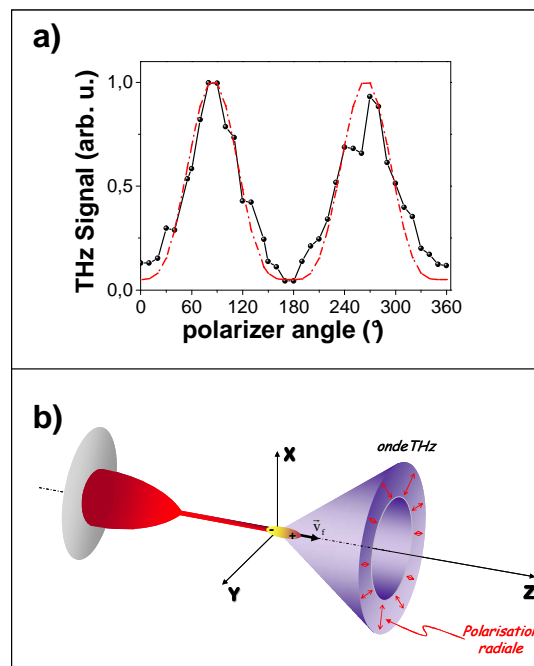 a)
THz Signal (arb. u.)
1,0
0,5
0,0
0 60 120 180 240 300 360
polarizer angle (°)
b)
onde THz
X
- + v⃗f
Y
Z
Polarisation
radiale